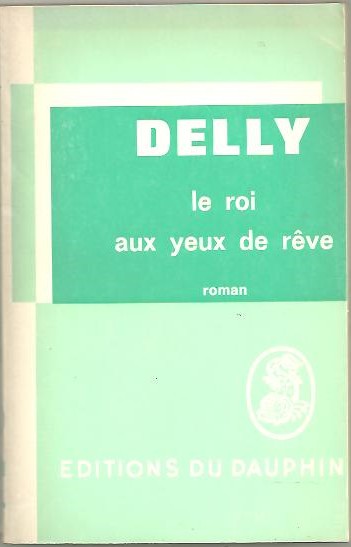 DELLY
le roi
aux yeux de rêve
roman
EDITIONS DU DAUPHIN